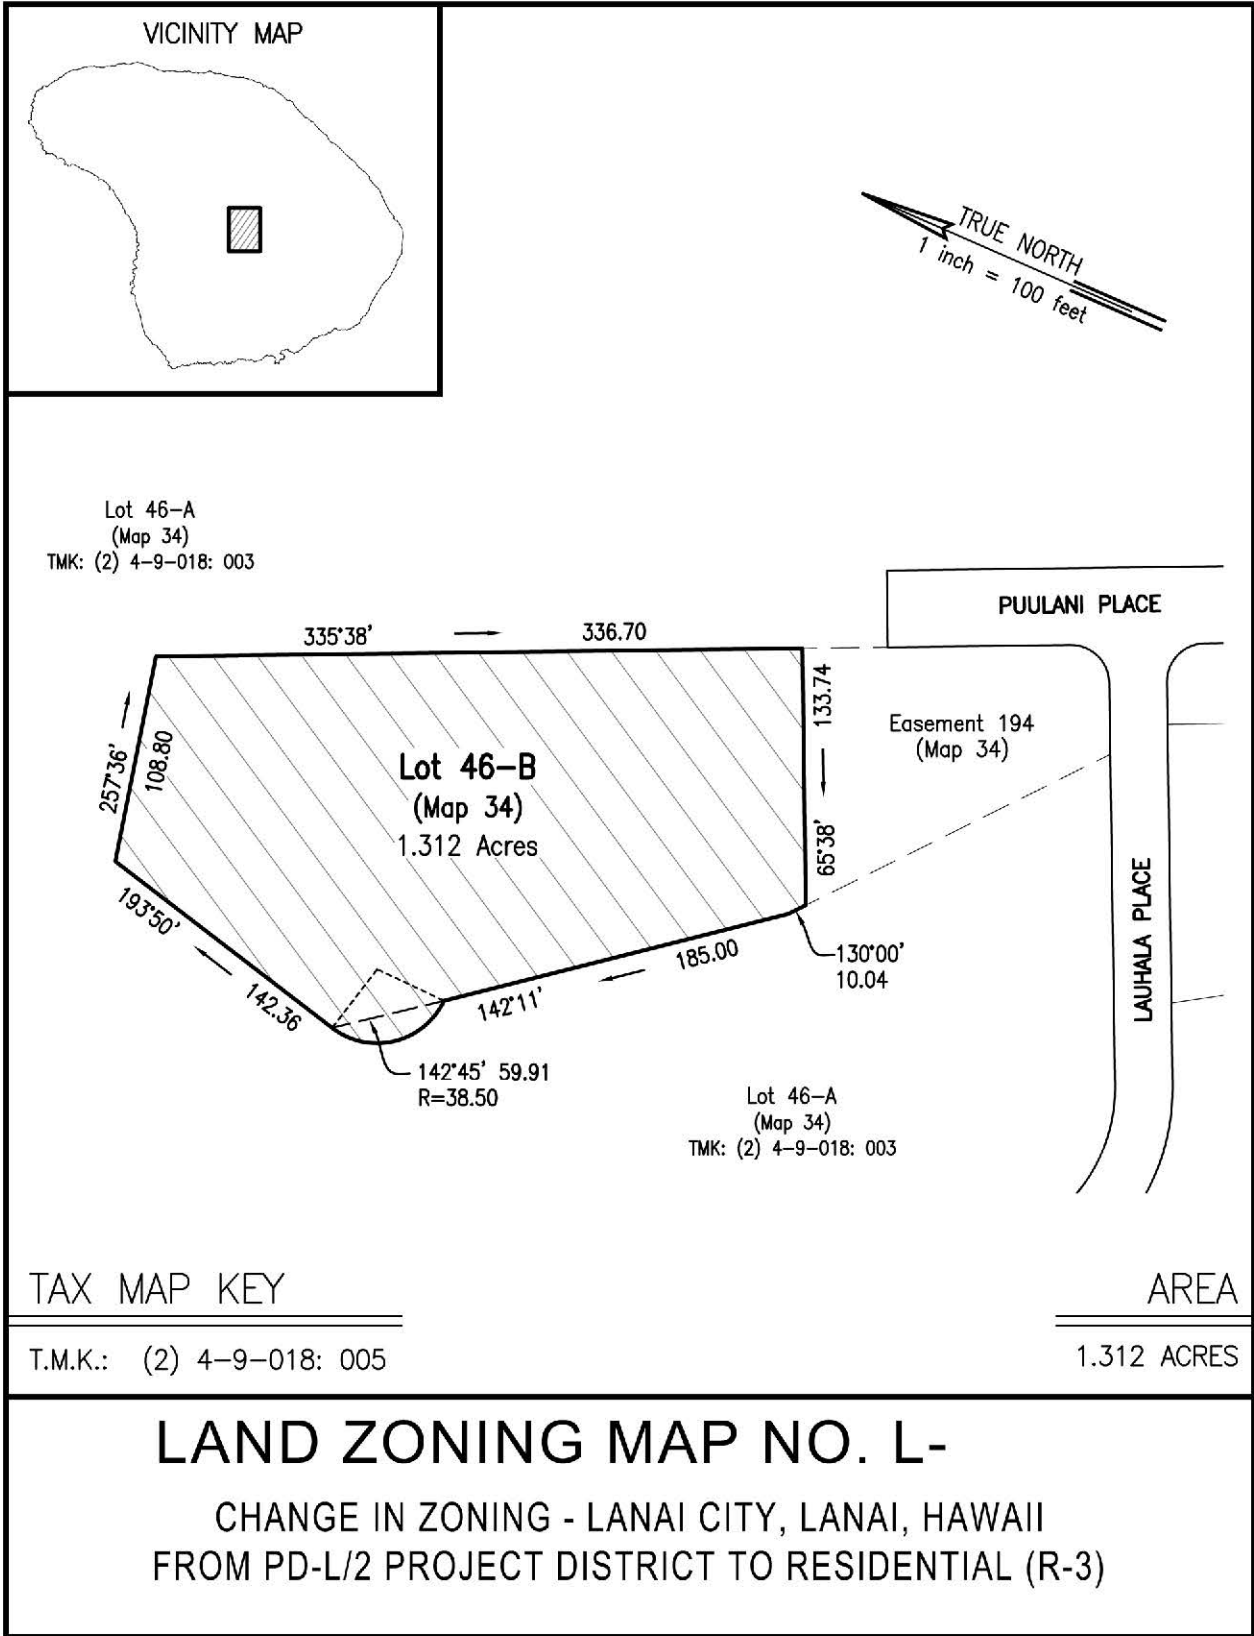 VICINITY MAP
TRUE NORTH
1 inch = 100 feet
Lot 46-A
(Map 34)
TMK: (2) 4-9-018: 003
335°38' 336.70
PUULANI PLACE
133.74
65°38'
Easement 194
(Map 34)
257°36'
108.80
Lot 46-B
(Map 34)
1.312 Acres
193°50'
142.36
185.00
142°11'
130°00'
10.04
142°45' 59.91
R=38.50
LAUHALA PLACE
Lot 46-A
(Map 34)
TMK: (2) 4-9-018: 003
TAX MAP KEY
AREA
T.M.K.: (2) 4-9-018: 005
1.312 ACRES
LAND ZONING MAP NO. L-
CHANGE IN ZONING - LANAI CITY, LANAI, HAWAII
FROM PD-L/2 PROJECT DISTRICT TO RESIDENTIAL (R-3)